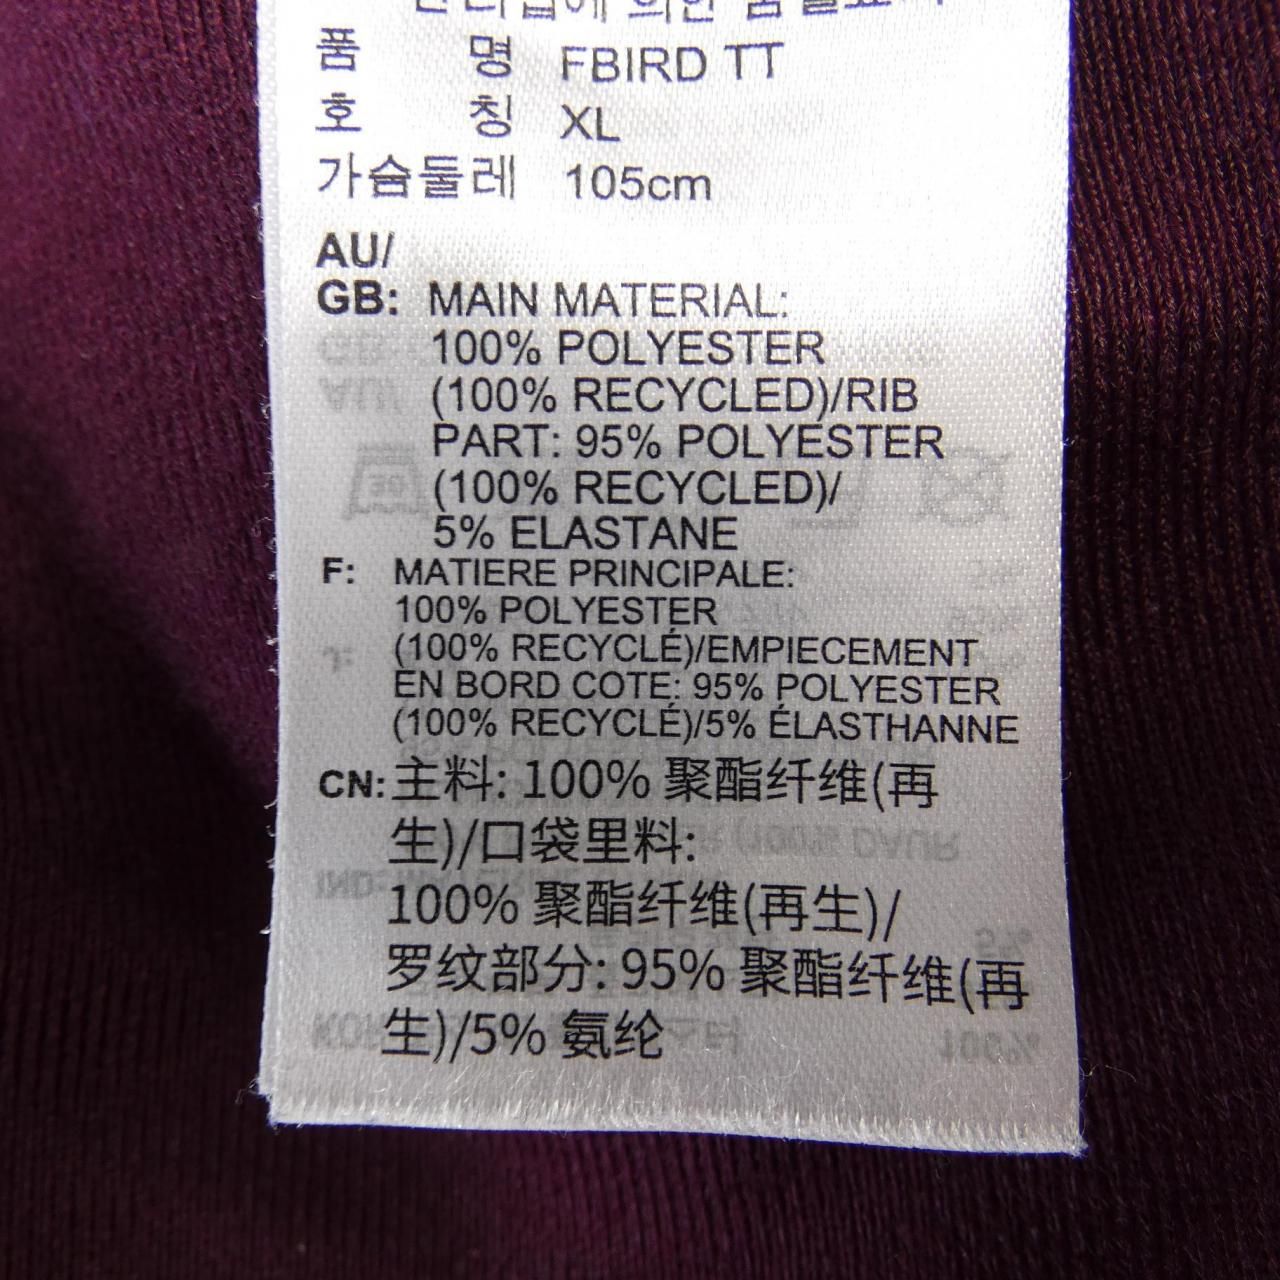 품 명 FBIRD TT
호 칭 XL
가슴둘레 105cm
AU/
GB: MAIN MATERIAL:
100% POLYESTER
(100% RECYCLED)/RIB
PART: 95% POLYESTER
(100% RECYCLED)/
5% ELASTANE
F: MATIERE PRINCIPALE:
100% POLYESTER
(100% RECYCLÉ)/EMPIECEMENT
EN BORD COTE: 95% POLYESTER
(100% RECYCLÉ)/5% ÉLASTHANNE
CN: 主料: 100% 聚酯纤维(再
生)/口袋里料:
100% 聚酯纤维(再生)/
罗纹部分: 95% 聚酯纤维(再
生)/5% 氨纶